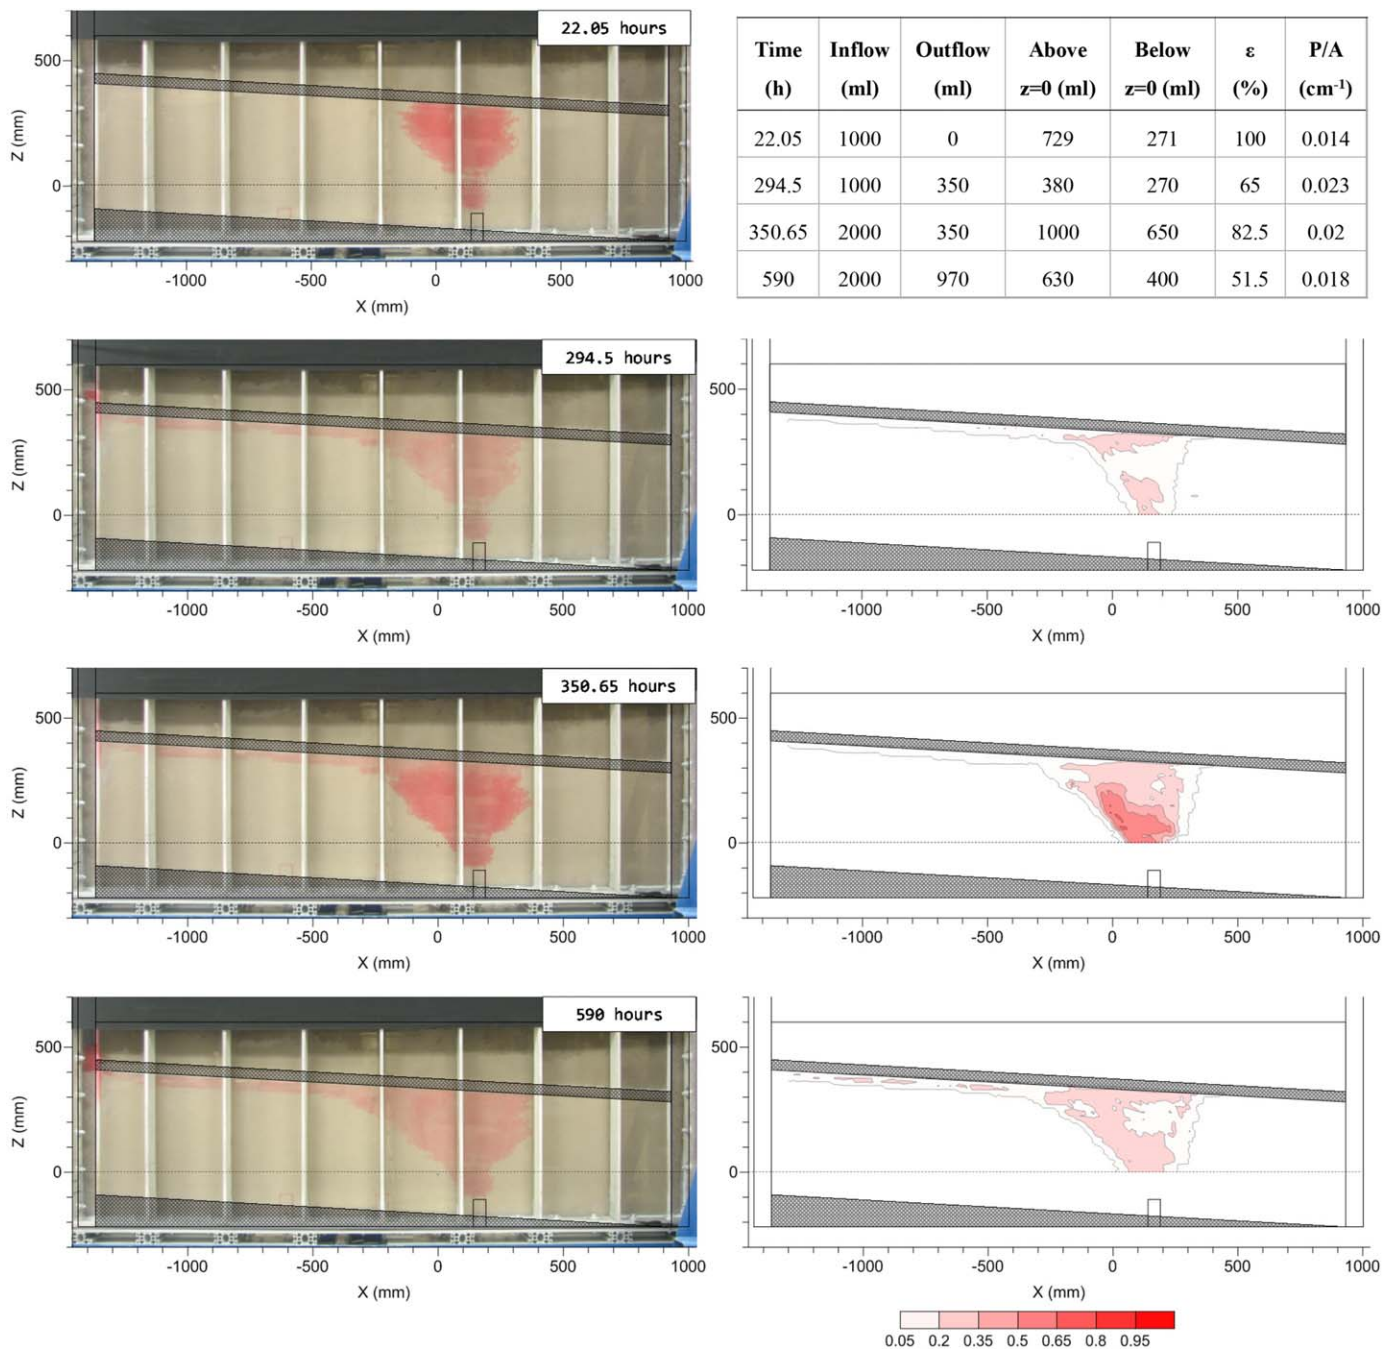 22.05 hours
500
0
Z (mm)
-1000 -500 0 500 1000
X (mm)
Time (h) Inflow (ml) Outflow (ml) Above z=0 (ml) Below z=0 (ml) ε (%) P/A (cm⁻¹)
22.05 1000 0 729 271 100 0.014
294.5 1000 350 380 270 65 0.023
350.65 2000 350 1000 650 82.5 0.02
590 2000 970 630 400 51.5 0.018
294.5 hours
500
0
Z (mm)
-1000 -500 0 500 1000
X (mm)
500
0
-1000 -500 0 500 1000
X (mm)
350.65 hours
500
0
Z (mm)
-1000 -500 0 500 1000
X (mm)
500
0
-1000 -500 0 500 1000
X (mm)
590 hours
500
0
Z (mm)
-1000 -500 0 500 1000
X (mm)
500
0
-1000 -500 0 500 1000
X (mm)
0.05 0.2 0.35 0.5 0.65 0.8 0.95